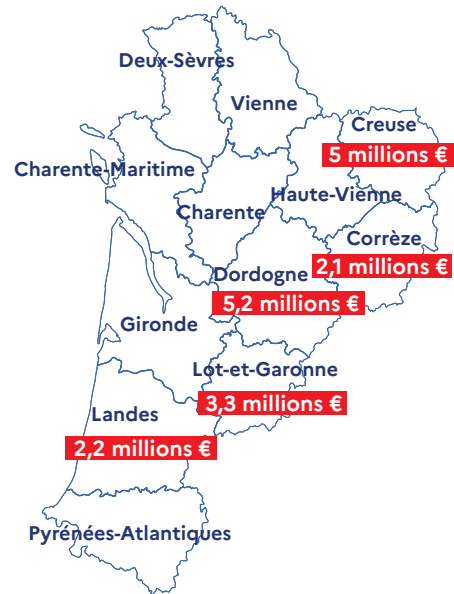 Deux-Sèvres
Vienne
Creuse
5 millions €
Charente-Maritime
Haute-Vienne
Charente
Corrèze
2,1 millions €
Dordogne
5,2 millions €
Gironde
Lot-et-Garonne
3,3 millions €
Landes
2,2 millions €
Pyrénées-Atlantiques